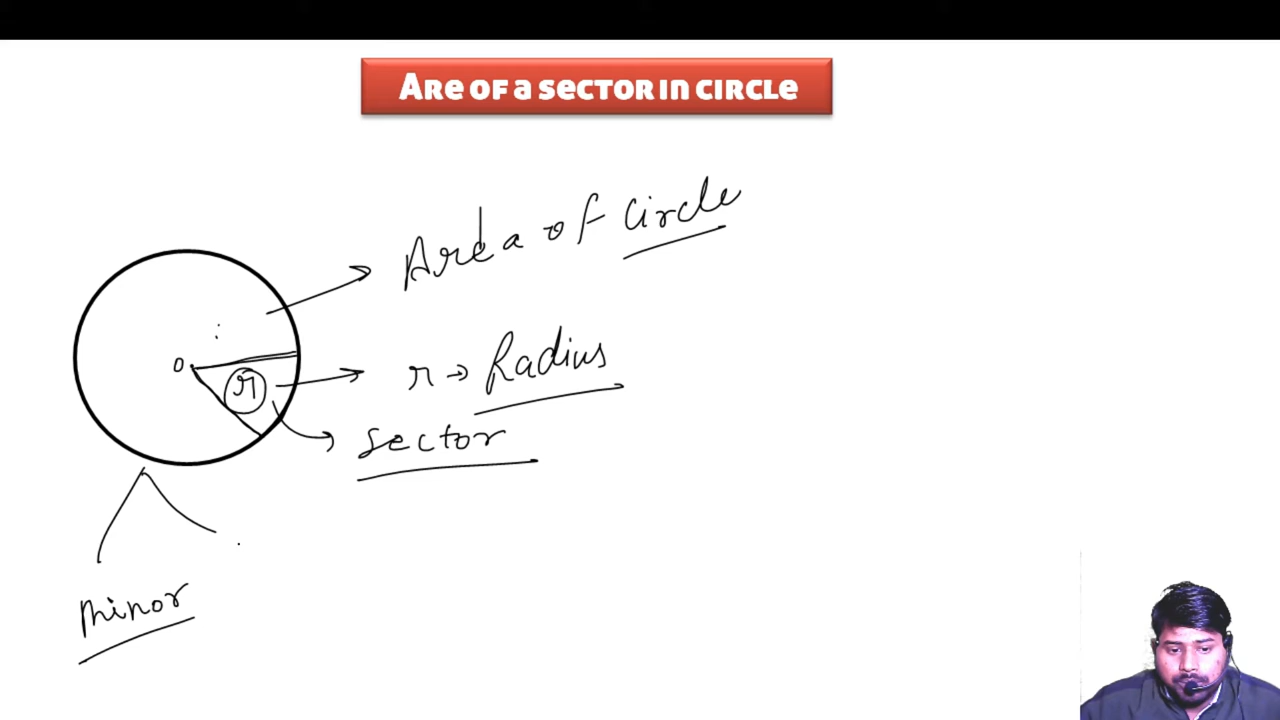 Are of a sector in circle
Area of circle
O
r
r → Radius
sector
minor